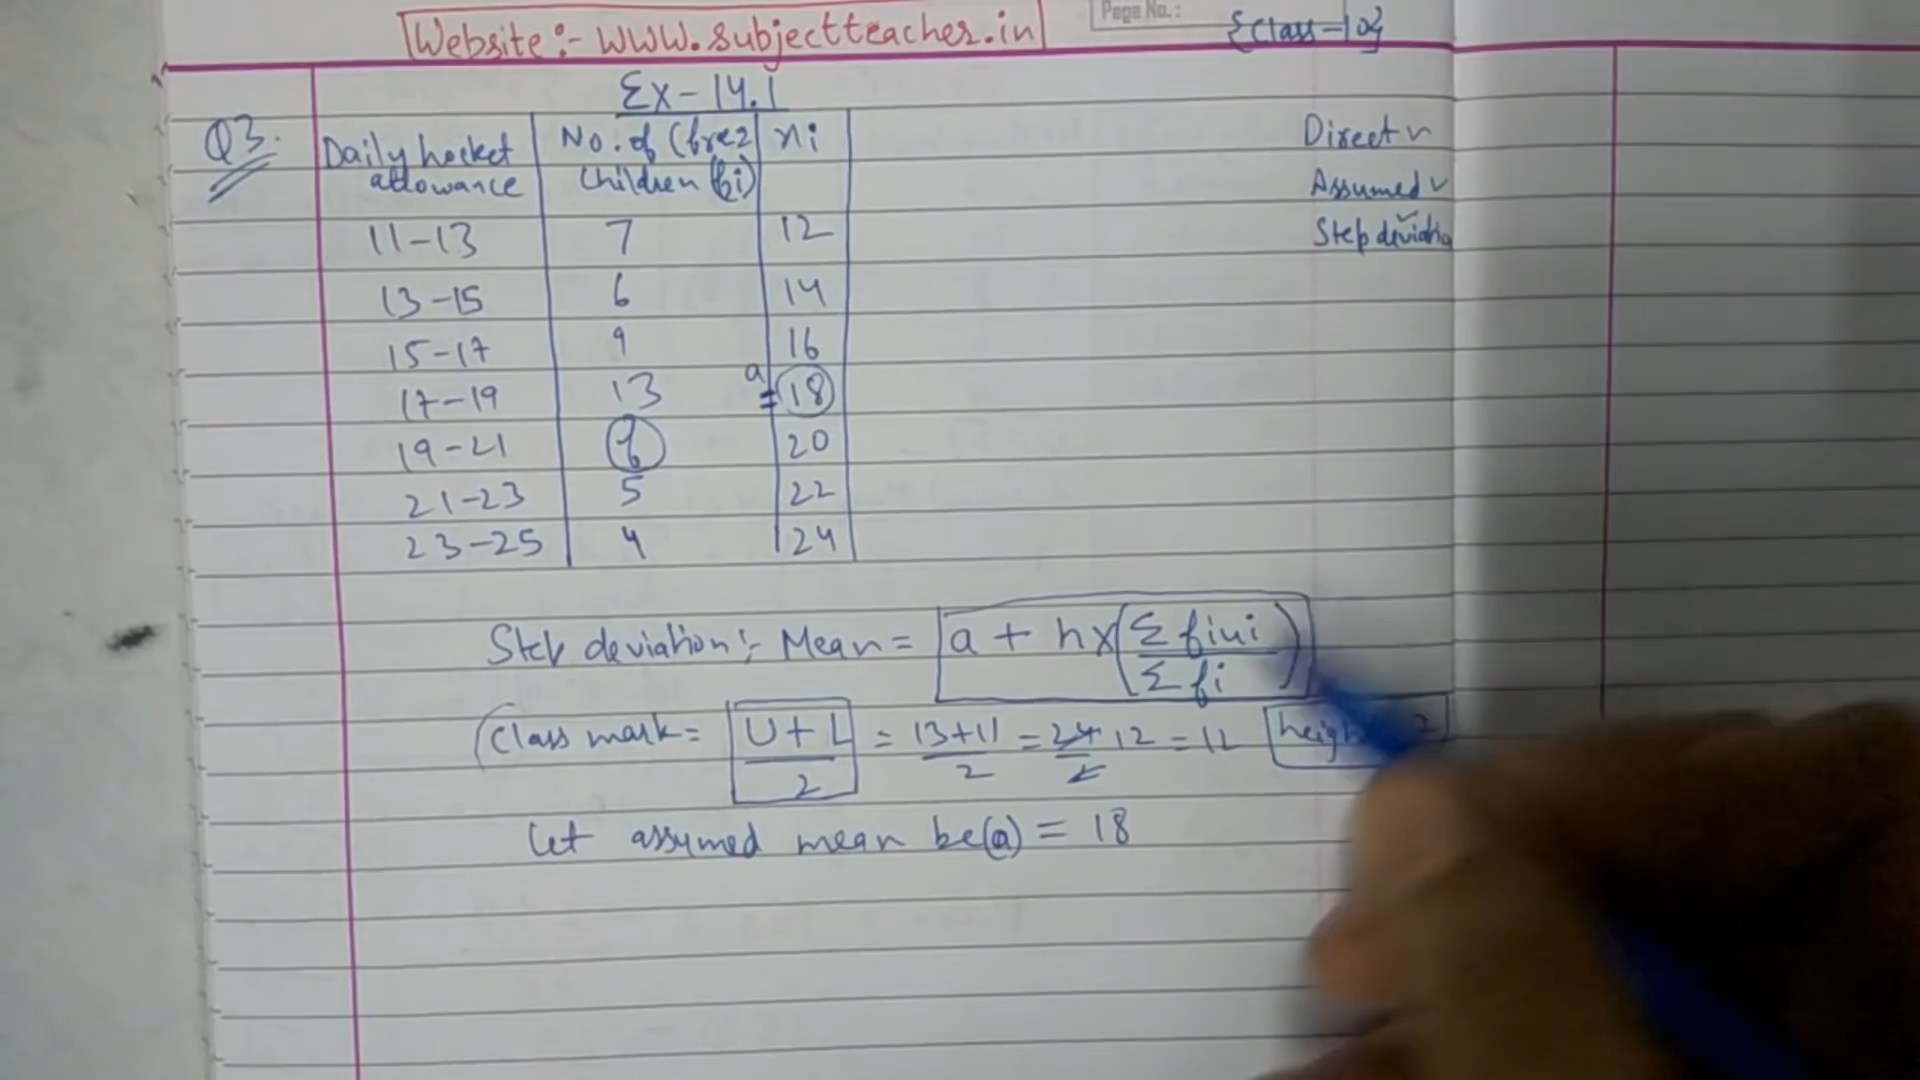 Website:- www.subjectteacher.in
Page No.:
{Class-10}
Ex-14.1
Q3.
Daily pocket allowance
No. of children (fi)
xi
11-13 7 12
13-15 6 14
15-17 9 16
17-19 13 a = 18
19-21 f 20
21-23 5 22
23-25 4 24
Direct ✓
Assumed ✓
Step deviation ✓
Step deviation:- Mean = a + h×(Σfiui/Σfi)
Class mark = U+L/2 = 13+11/2 = 24/2 12 = 12
2
Let assumed mean be(a) = 18